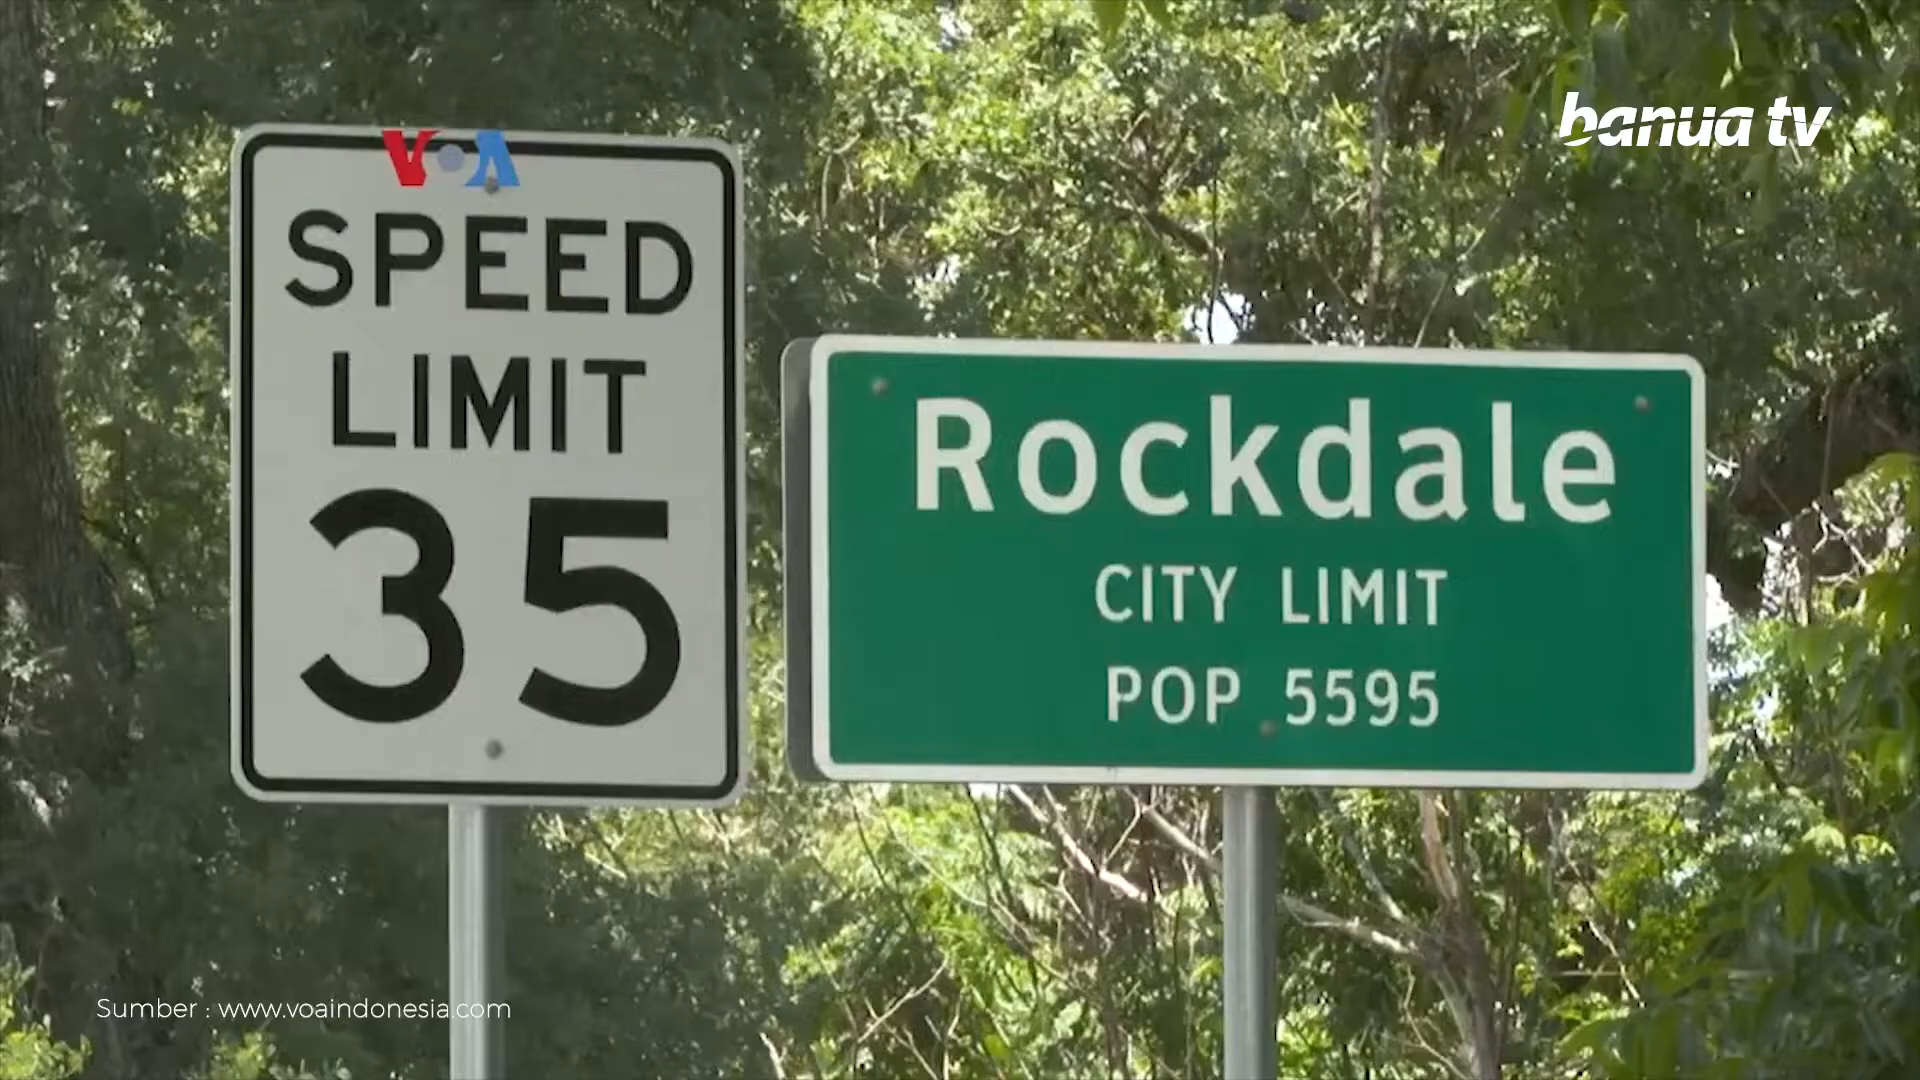 VOA
SPEED
LIMIT
35
banua tv
Rockdale
CITY LIMIT
POP 5595
Sumber : www.voaindonesia.com